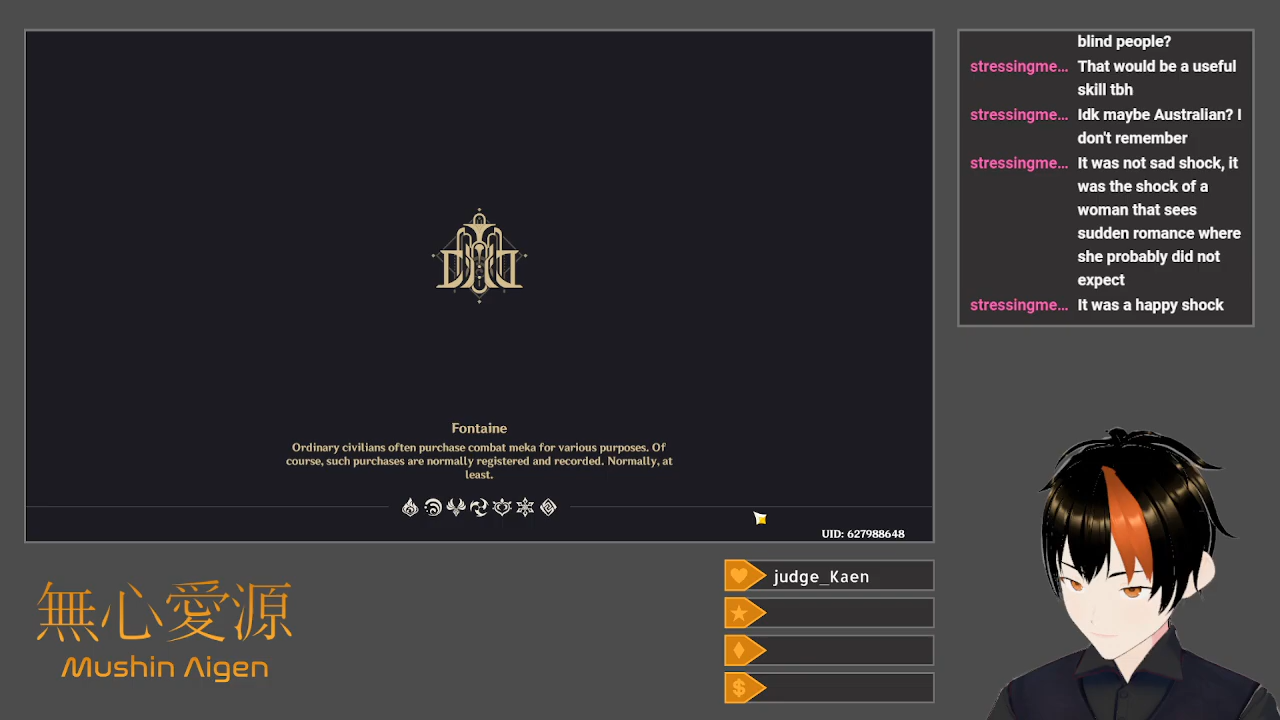 blind people?
stressingme... That would be a useful
skill tbh
stressingme... Idk maybe Australian? I
don't remember
stressingme... It was not sad shock, it
was the shock of a
woman that sees
sudden romance where
she probably did not
expect
stressingme... It was a happy shock
Fontaine
Ordinary civilians often purchase combat meka for various purposes. Of
course, such purchases are normally registered and recorded. Normally, at
least.
UID: 627988648
judge_Kaen
$
無心愛源
Mushin Aigen